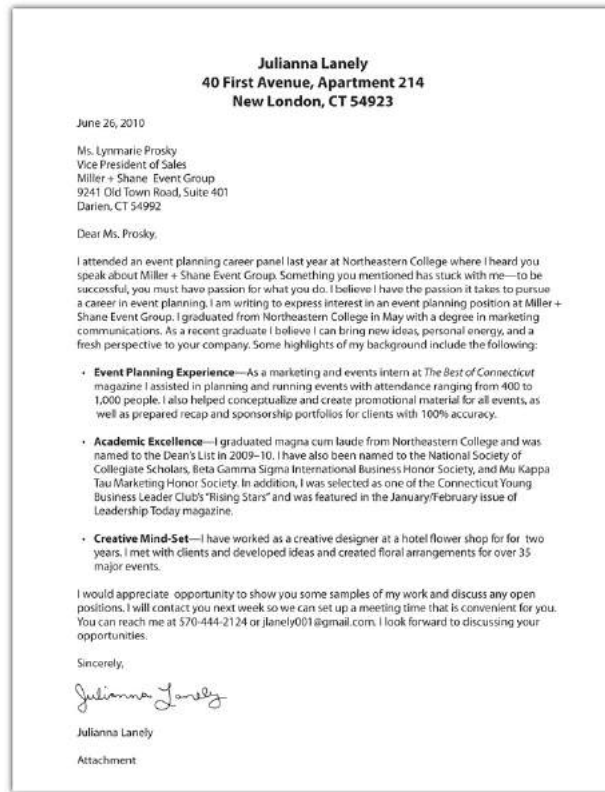 Julianna Lanely
40 First Avenue, Apartment 214
New London, CT 54923
June 26, 2010
Ms. Lynmarie Prosky
Vice President of Sales
Miller + Shane Event Group
9241 Old Town Road, Suite 401
Darien, CT 54992
Dear Ms. Prosky,
I attended an event planning career panel last year at Northeastern College where I heard you
speak about Miller + Shane Event Group. Something you mentioned has stuck with me—to be
successful, you must have passion for what you do. I believe I have the passion it takes to pursue
a career in event planning. I am writing to express interest in an event planning position at Miller +
Shane Event Group. I graduated from Northeastern College in May with a degree in marketing
communications. As a recent graduate I believe I can bring new ideas, personal energy, and a
fresh perspective to your company. Some highlights of my background include the following:
• Event Planning Experience—As a marketing and events intern at The Best of Connecticut
magazine I assisted in planning and running events with attendance ranging from 400 to
1,000 people. I also helped conceptualize and create promotional material for all events, as
well as prepared recap and sponsorship portfolios for clients with 100% accuracy.
• Academic Excellence—I graduated magna cum laude from Northeastern College and was
named to the Dean's List in 2009–10. I have also been named to the National Society of
Collegiate Scholars, Beta Gamma Sigma International Business Honor Society, and Mu Kappa
Tau Marketing Honor Society. In addition, I was selected as one of the Connecticut Young
Business Leader Club's "Rising Stars" and was featured in the January/February issue of
Leadership Today magazine.
• Creative Mind-Set—I have worked as a creative designer at a hotel flower shop for for two
years. I met with clients and developed ideas and created floral arrangements for over 35
major events.
I would appreciate opportunity to show you some samples of my work and discuss any open
positions. I will contact you next week so we can set up a meeting time that is convenient for you.
You can reach me at 570-444-2124 or jlanely001@gmail.com. I look forward to discussing your
opportunities.
Sincerely,
Julianna Lanely
Julianna Lanely
Attachment